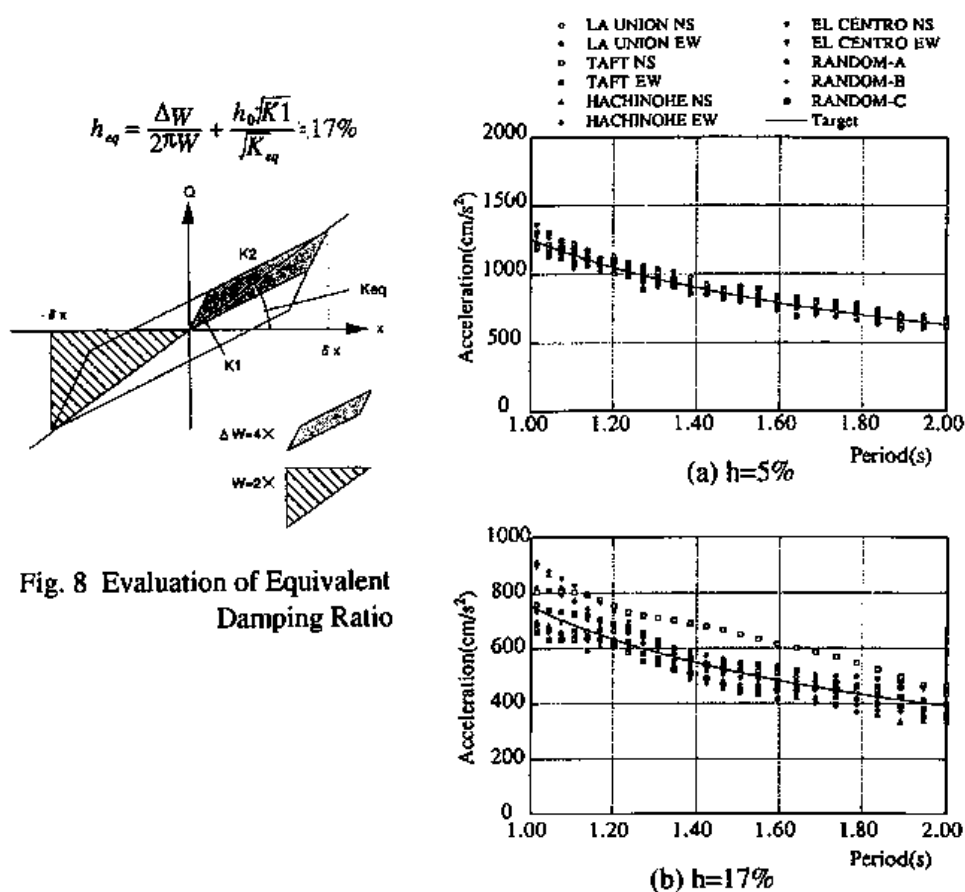 h_eq = ΔW / 2πW + h_0√K1 / √K_eq = 17%
Q
K2
Keq
- δ x
x
δ x
K1
Δ W=4×
W=2×
Fig. 8 Evaluation of Equivalent
Damping Ratio
LA UNION NS
LA UNION EW
TAFT NS
TAFT EW
HACHINOHE NS
HACHINOHE EW
EL CENTRO NS
EL CENTRO EW
RANDOM-A
RANDOM-B
RANDOM-C
Target
2000
1500
1000
500
0
Acceleration(cm/s²)
1.00 1.20 1.40 1.60 1.80 2.00
Period(s)
(a) h=5%
1000
800
600
400
200
0
Acceleration(cm/s²)
1.00 1.20 1.40 1.60 1.80 2.00
Period(s)
(b) h=17%